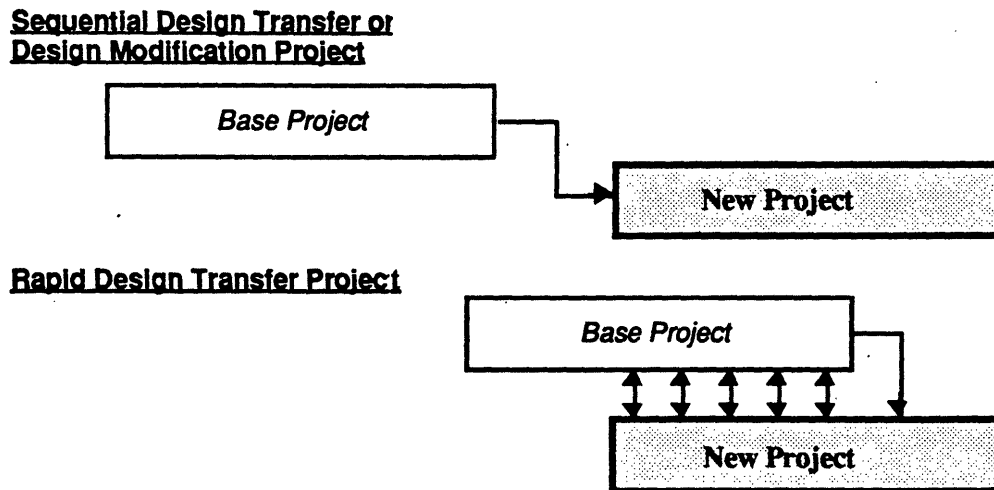 Sequential Design Transfer or
Design Modification Project
Base Project
New Project
Rapid Design Transfer Project
Base Project
New Project